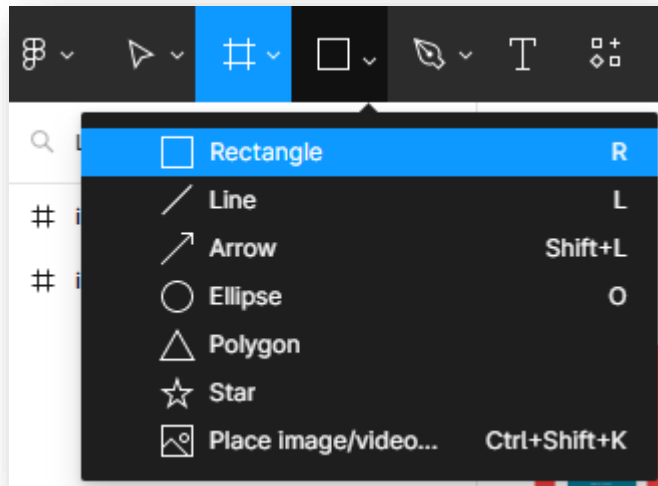 Rectangle R
Line L
Arrow Shift+L
Ellipse O
Polygon
Star
Place image/video... Ctrl+Shift+K